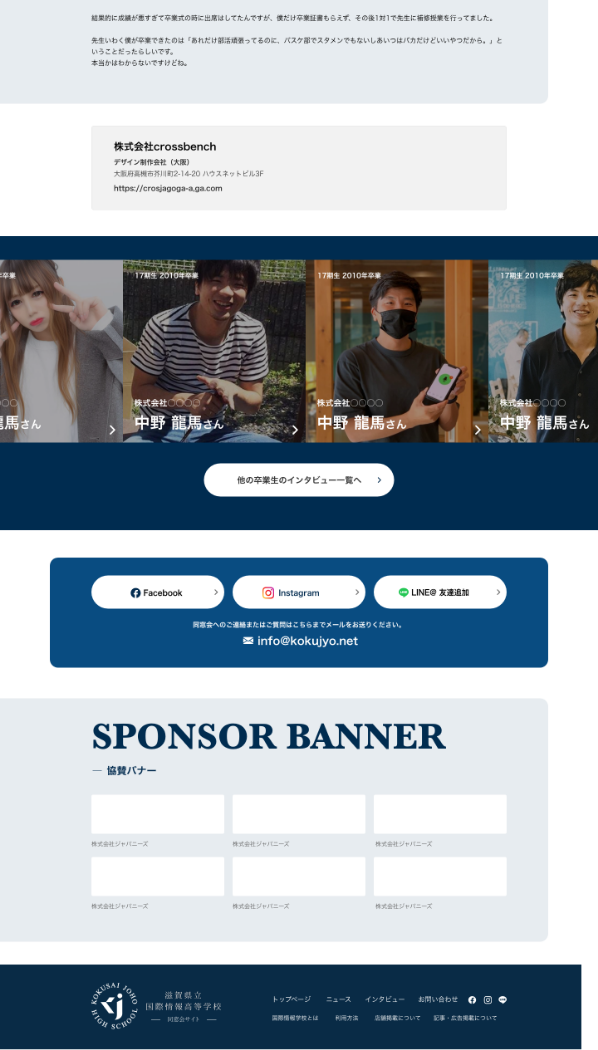 結果的に成績が悪すぎて卒業式の時に出席はしてたんですが、僕だけ卒業証書もらえず、その後1対1で先生に補修授業を行ってました。
先生いわく僕が卒業できたのは「あれだけ部活頑張ってるのに、バスケ部でスタメンでもないしあいつはバカだけどいいやつだから。」と
いうことだったらしいです。
本当かはわからないですけどね。
株式会社crossbench
デザイン制作会社（大阪）
大阪府高槻市芥川町2-14-20 ハウスネットビル3F
https://crosjagoga-a,ga.com
年卒業
17期生 2010年卒業
17期生 2010年卒業
17期生 2010年卒業
○○○
株式会社○○○○
株式会社○○○○
株式会社○○○○
龍馬さん
中野 龍馬さん
中野 龍馬さん
中野 龍馬さん
他の卒業生のインタビュー一覧へ
Facebook
Instagram
LINE@ 友達追加
同窓会へのご連絡またはご質問はこちらまでメールをお送りください。
info@kokujyo.net
SPONSOR BANNER
— 協賛バナー
株式会社ジャパニーズ
株式会社ジャパニーズ
株式会社ジャパニーズ
株式会社ジャパニーズ
株式会社ジャパニーズ
株式会社ジャパニーズ
KOKUSAI JOHO
HIGH SCHOOL
滋賀県立
国際情報高等学校
— 同窓会サイト —
トップページ
ニュース
インタビュー
お問い合わせ
国際情報学校とは
利用方法
店舗掲載について
記事・広告掲載について